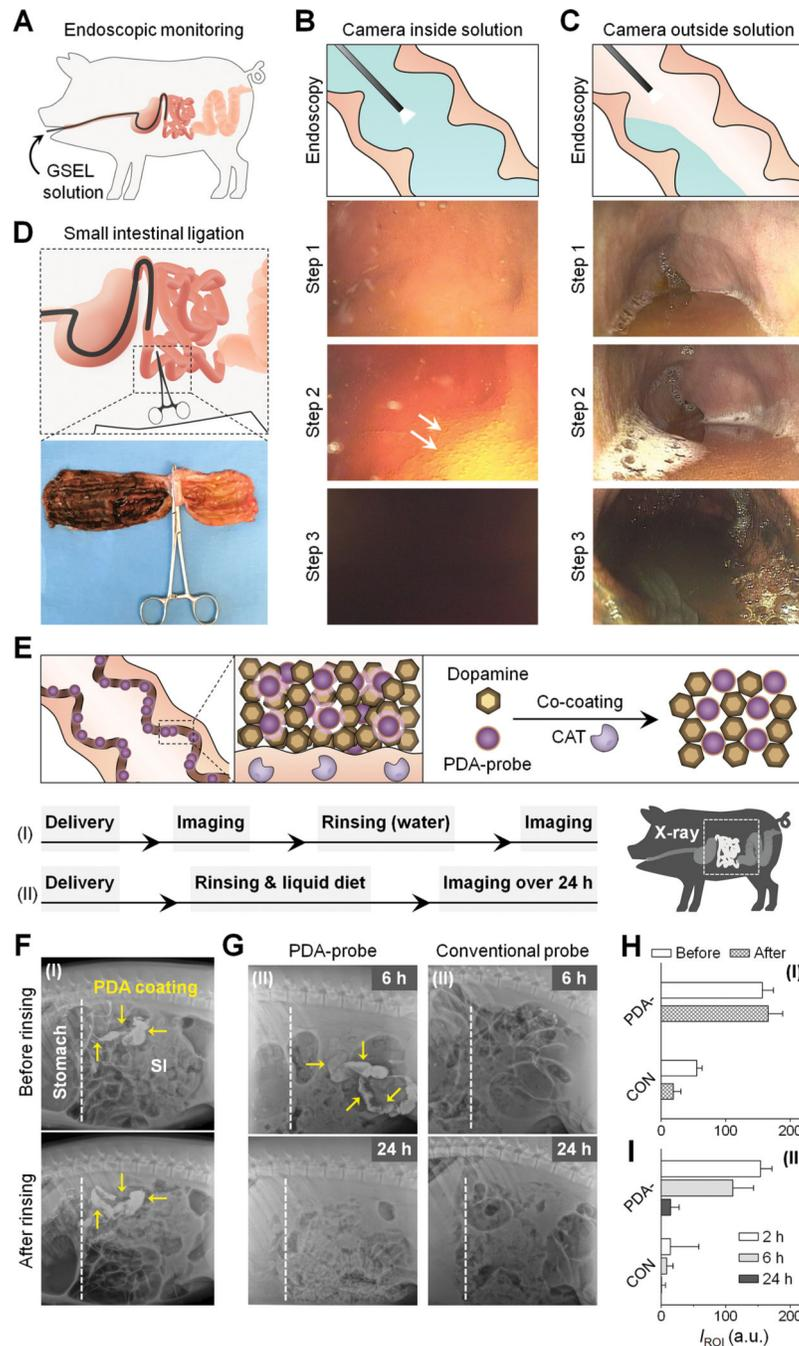 A
Endoscopic monitoring
GSEL
solution
B
Camera inside solution
Endoscopy
Step 1
Step 2
Step 3
C
Camera outside solution
Endoscopy
Step 1
Step 2
Step 3
D
Small intestinal ligation
E
Dopamine
PDA-probe
Co-coating
CAT
(I)
Delivery
Imaging
Rinsing (water)
Imaging
(II)
Delivery
Rinsing & liquid diet
Imaging over 24 h
X-ray
F
(I)
PDA coating
Stomach
SI
Before rinsing
After rinsing
G
PDA-probe
Conventional probe
(II)
6 h
(II)
6 h
24 h
24 h
H
Before
After
(I)
PDA-
CON
0
100
200
I
(II)
PDA-
CON
2 h
6 h
24 h
0
100
I ROI (a.u.)